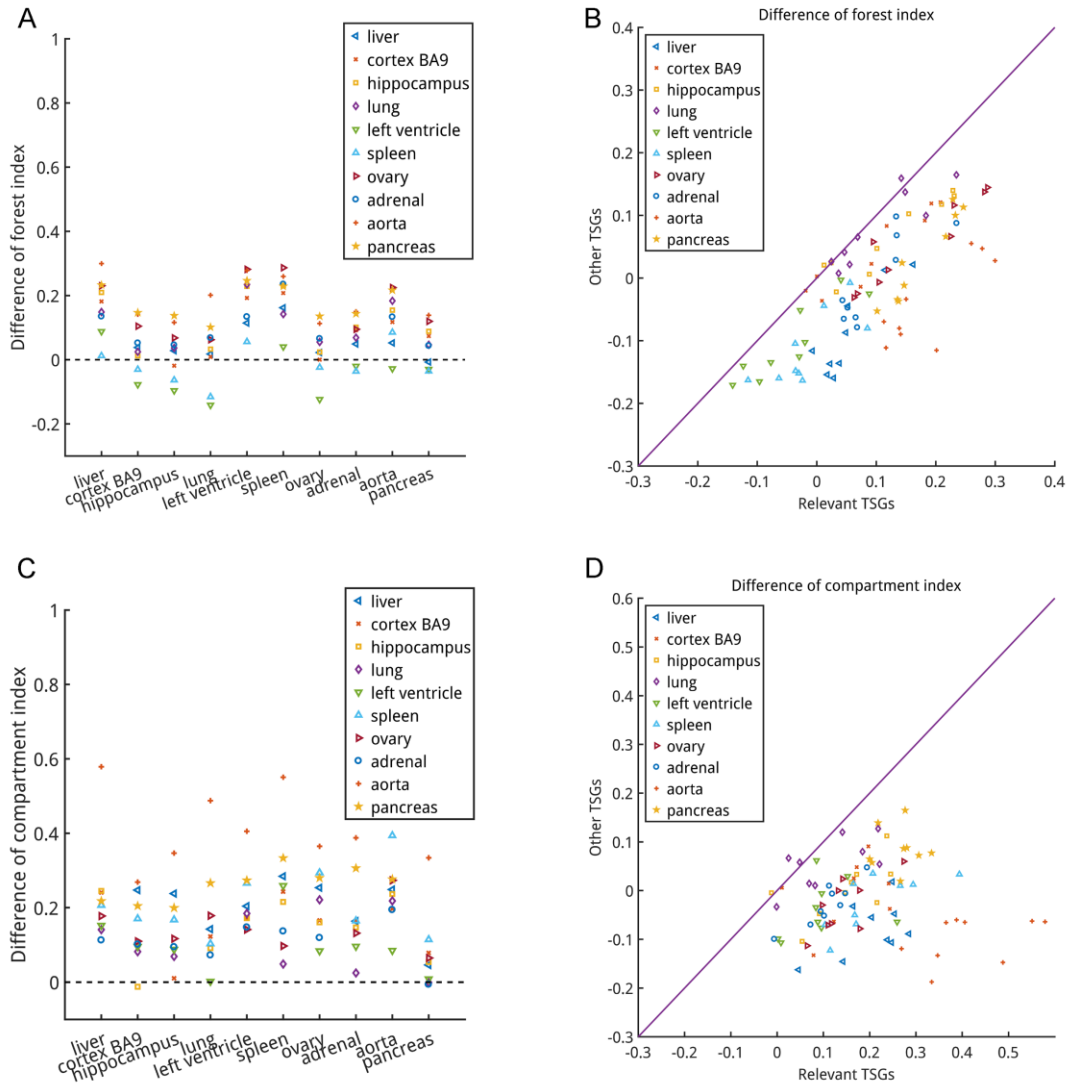 A
Difference of forest index
1
0.8
0.6
0.4
0.2
0
-0.2
liver
cortex BA9
hippocampus
lung
left ventricle
spleen
ovary
adrenal
aorta
pancreas
liver
cortex BA9
hippocampus
lung
left ventricle
spleen
ovary
adrenal
aorta
pancreas
B
Difference of forest index
Other TSGs
0.4
0.3
0.2
0.1
0
-0.1
-0.2
-0.3
liver
cortex BA9
hippocampus
lung
left ventricle
spleen
ovary
adrenal
aorta
pancreas
-0.3 -0.2 -0.1 0 0.1 0.2 0.3 0.4
Relevant TSGs
C
Difference of compartment index
1
0.8
0.6
0.4
0.2
0
liver
cortex BA9
hippocampus
lung
left ventricle
spleen
ovary
adrenal
aorta
pancreas
liver
cortex BA9
hippocampus
lung
left ventricle
spleen
ovary
adrenal
aorta
pancreas
D
Difference of compartment index
Other TSGs
0.6
0.5
0.4
0.3
0.2
0.1
0
-0.1
-0.2
-0.3
liver
cortex BA9
hippocampus
lung
left ventricle
spleen
ovary
adrenal
aorta
pancreas
-0.3 -0.2 -0.1 0 0.1 0.2 0.3 0.4 0.5
Relevant TSGs